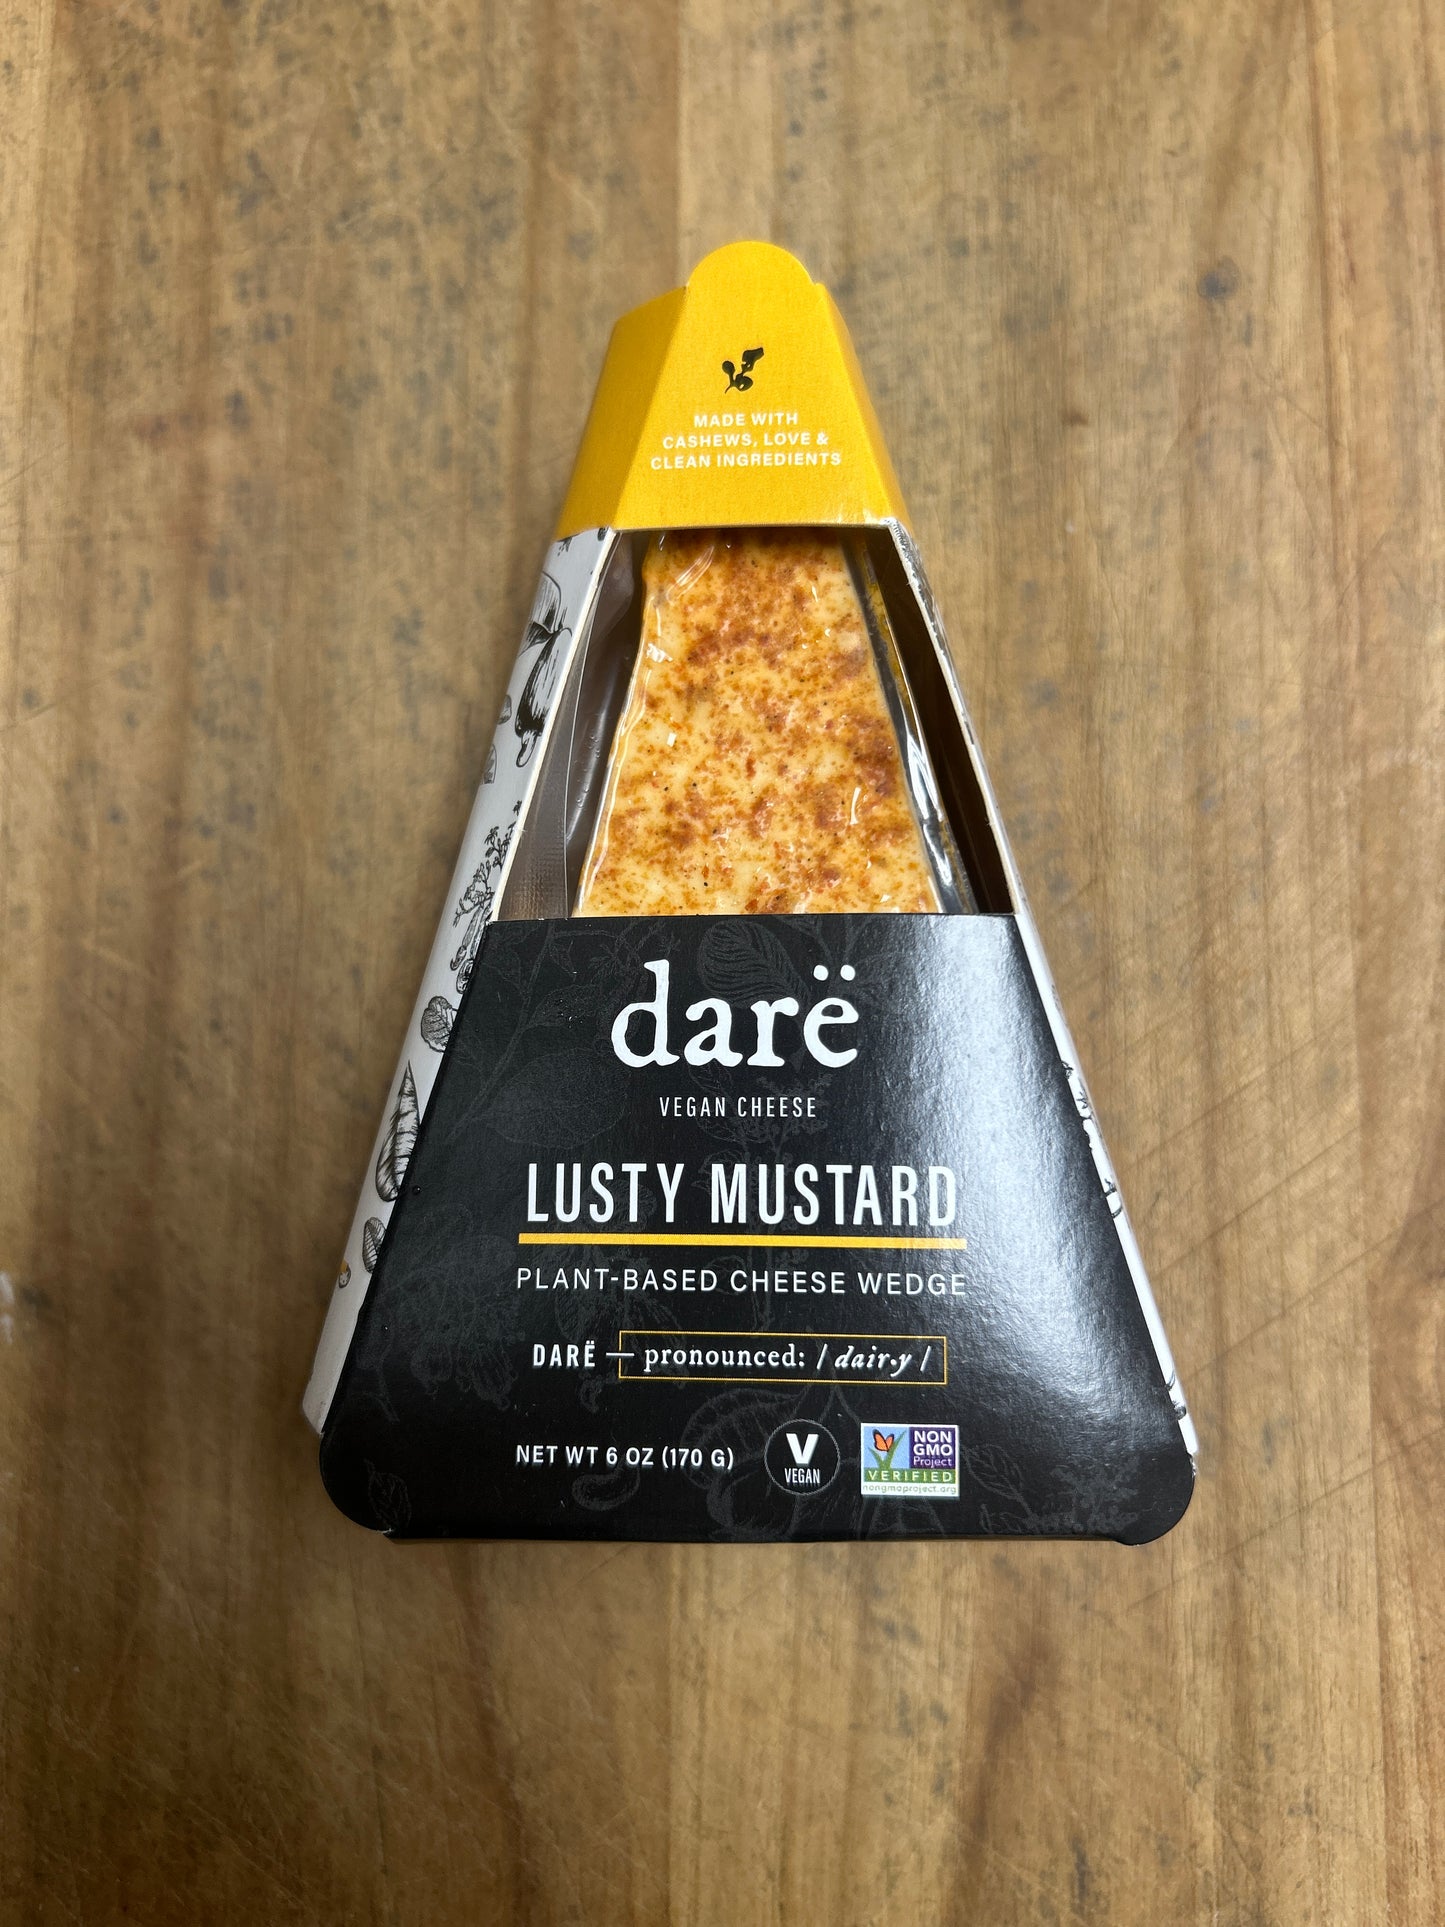 MADE WITH
CASHEWS, LOVE &
CLEAN INGREDIENTS
darë
VEGAN CHEESE
LUSTY MUSTARD
PLANT-BASED CHEESE WEDGE
DARË — pronounced: / dair•y /
NET WT 6 OZ (170 G)
V
VEGAN
NON
GMO
Project
VERIFIED
nongmoproject.org